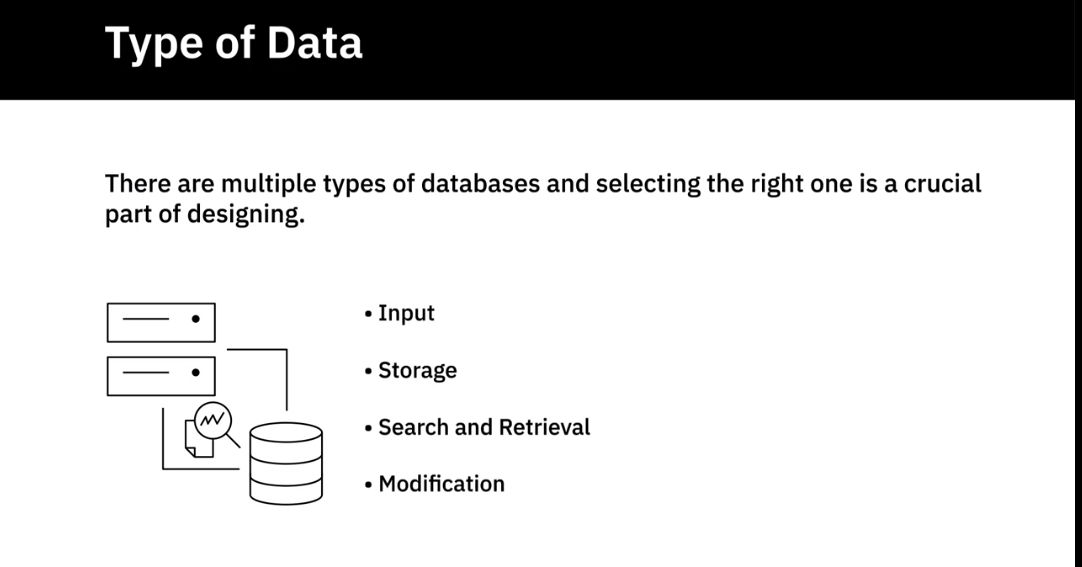 Type of Data
There are multiple types of databases and selecting the right one is a crucial
part of designing.
• Input
• Storage
• Search and Retrieval
• Modification